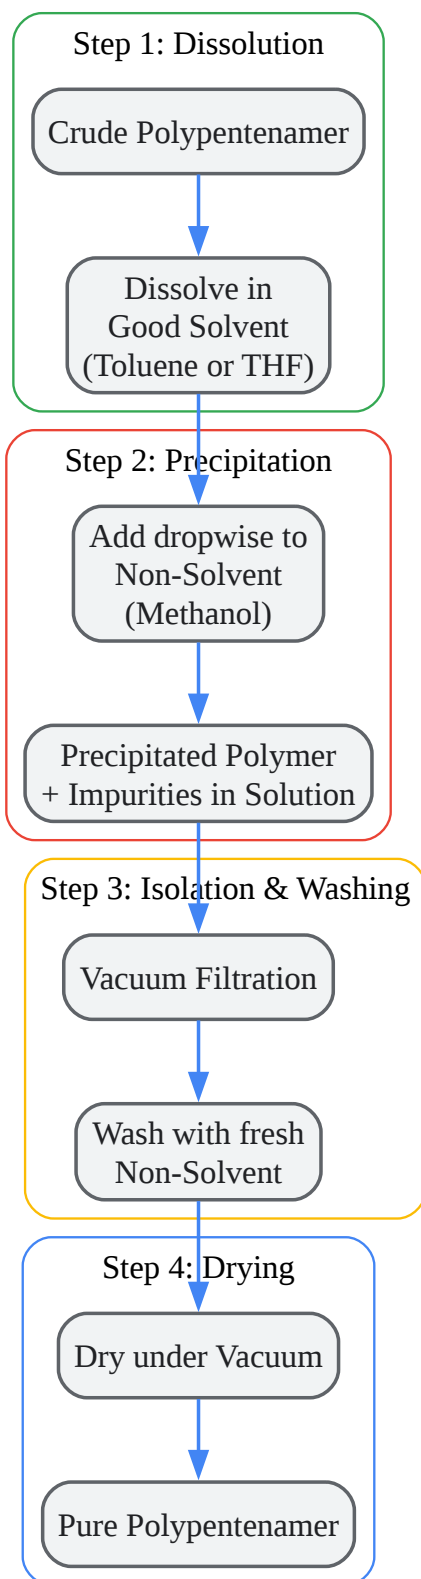 Step 1: Dissolution
Crude Polypentenamer
Dissolve in
Good Solvent
(Toluene or THF)
Step 2: Precipitation
Add dropwise to
Non-Solvent
(Methanol)
Precipitated Polymer
+ Impurities in Solution
Step 3: Isolation & Washing
Vacuum Filtration
Wash with fresh
Non-Solvent
Step 4: Drying
Dry under Vacuum
Pure Polypentenamer